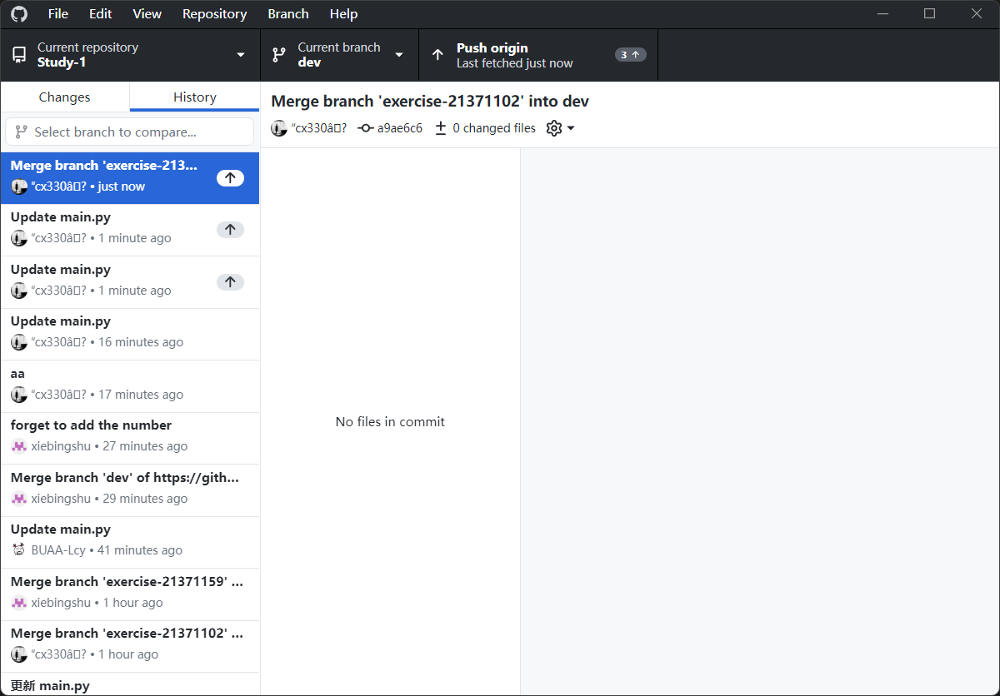 File Edit View Repository Branch Help
Current repository
Study-1
Current branch
dev
Push origin
Last fetched just now
3
Changes
History
Select branch to compare...
Merge branch 'exercise-21371102' into dev
“cx330â▯?
a9ae6c6
0 changed files
Merge branch 'exercise-213...
“cx330â▯? • just now
Update main.py
“cx330â▯? • 1 minute ago
Update main.py
“cx330â▯? • 1 minute ago
Update main.py
“cx330â▯? • 16 minutes ago
aa
“cx330â▯? • 17 minutes ago
forget to add the number
xiebingshu • 27 minutes ago
Merge branch 'dev' of https://gith...
xiebingshu • 29 minutes ago
Update main.py
BUAA-Lcy • 41 minutes ago
Merge branch 'exercise-21371159' ...
xiebingshu • 1 hour ago
Merge branch 'exercise-21371102' ...
“cx330â▯? • 1 hour ago
更新 main.py
No files in commit